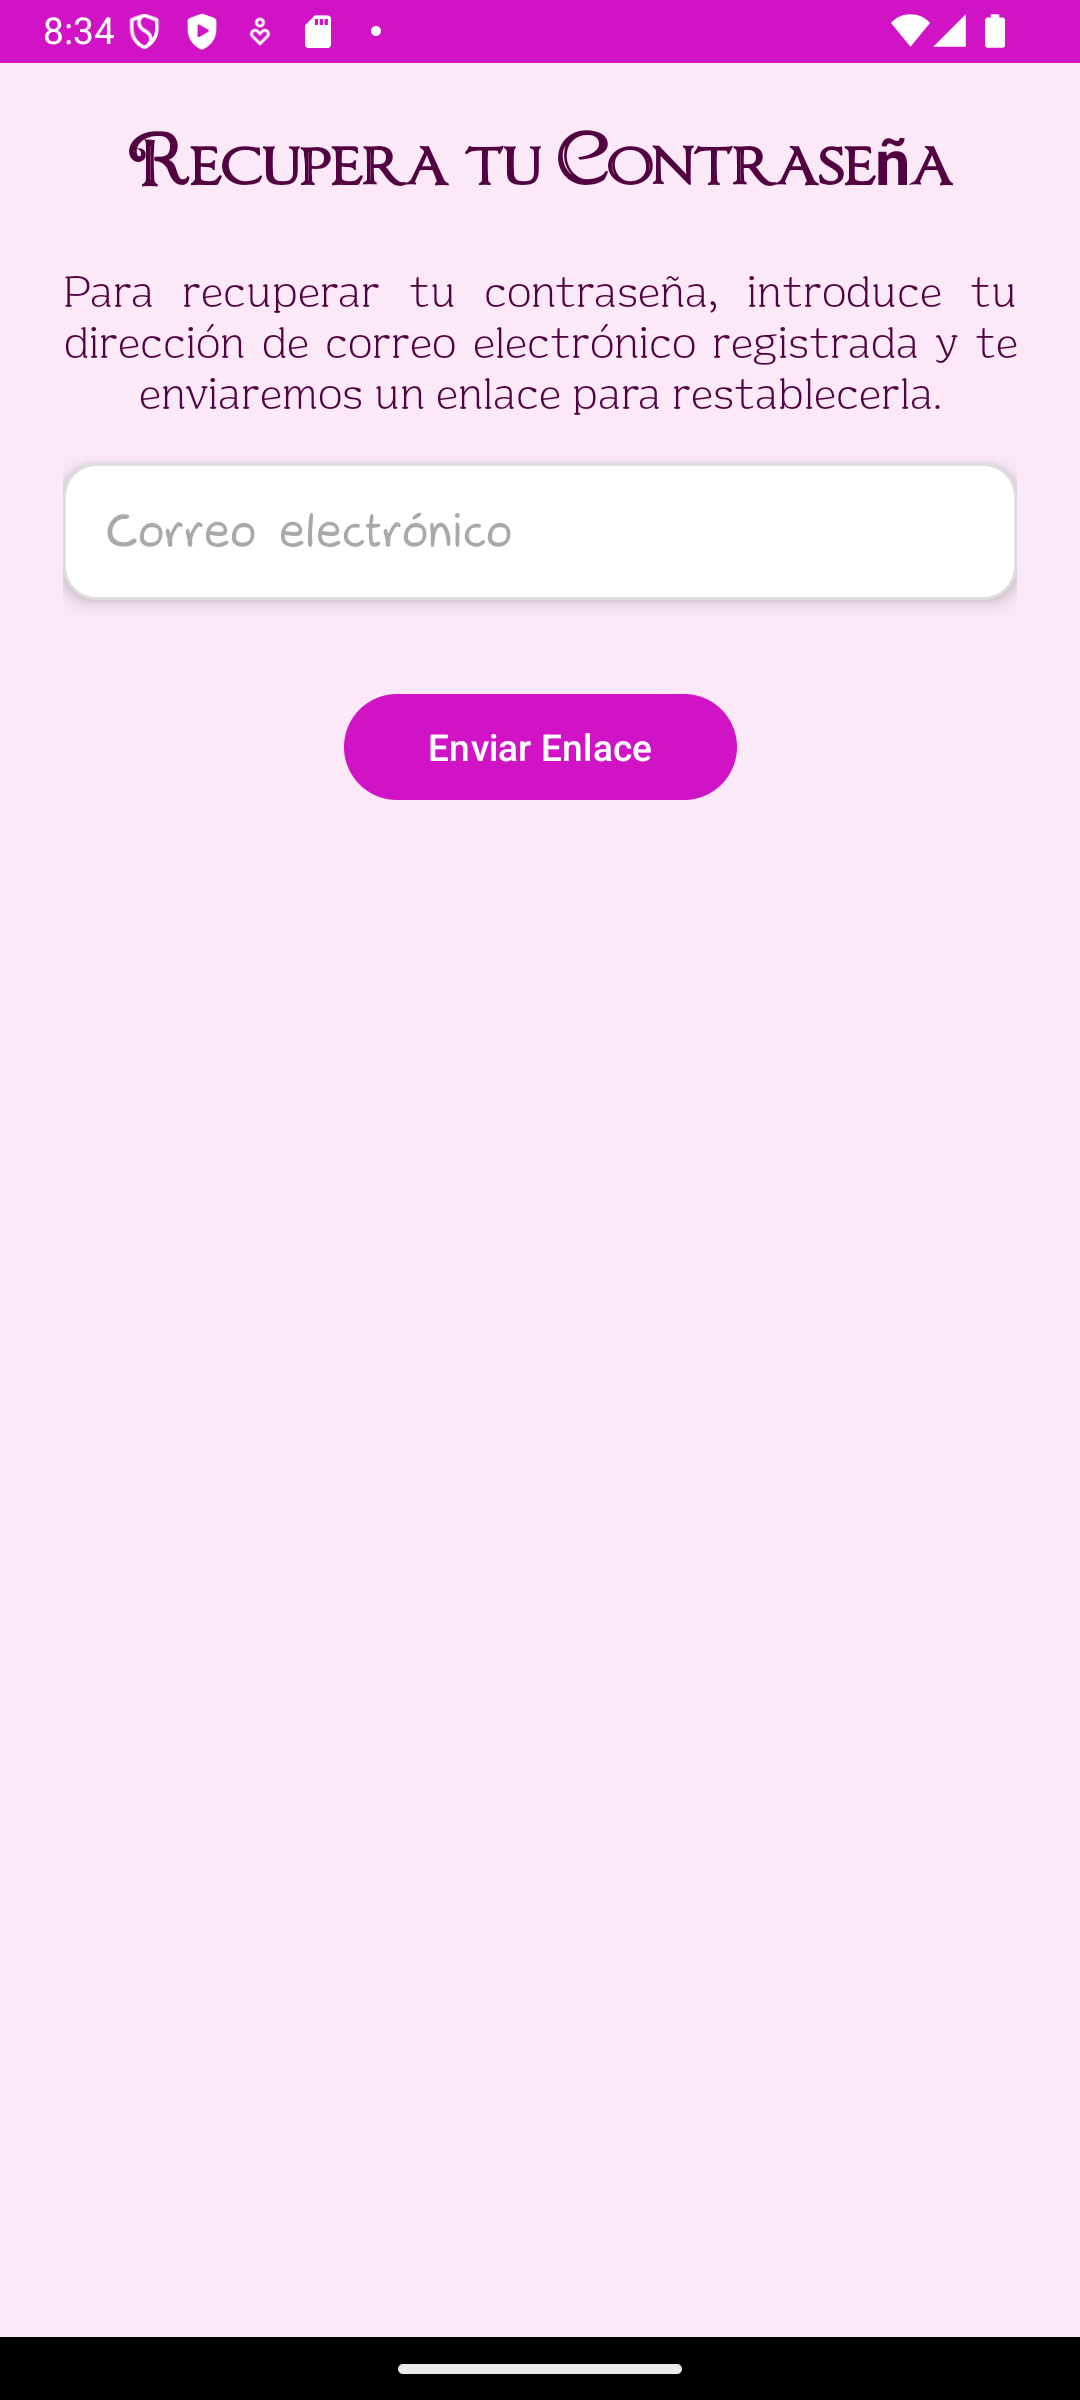 8:34
Recupera tu Contraseña
Para recuperar tu contraseña, introduce tu
dirección de correo electrónico registrada y te
enviaremos un enlace para restablecerla.
Correo electrónico
Enviar Enlace